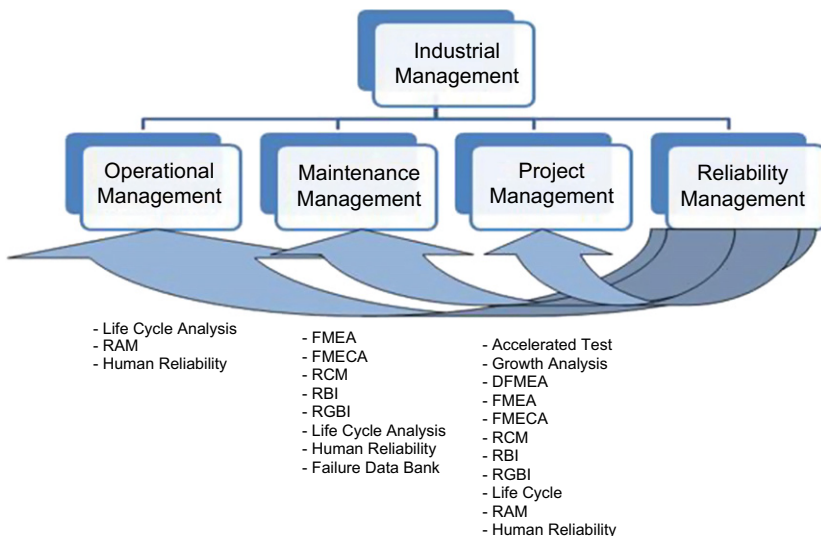 Industrial
Management
Operational
Management
Maintenance
Management
Project
Management
Reliability
Management
- Life Cycle Analysis
- RAM
- Human Reliability
- FMEA
- FMECA
- RCM
- RBI
- RGBI
- Life Cycle Analysis
- Human Reliability
- Failure Data Bank
- Accelerated Test
- Growth Analysis
- DFMEA
- FMEA
- FMECA
- RCM
- RBI
- RGBI
- Life Cycle
- RAM
- Human Reliability